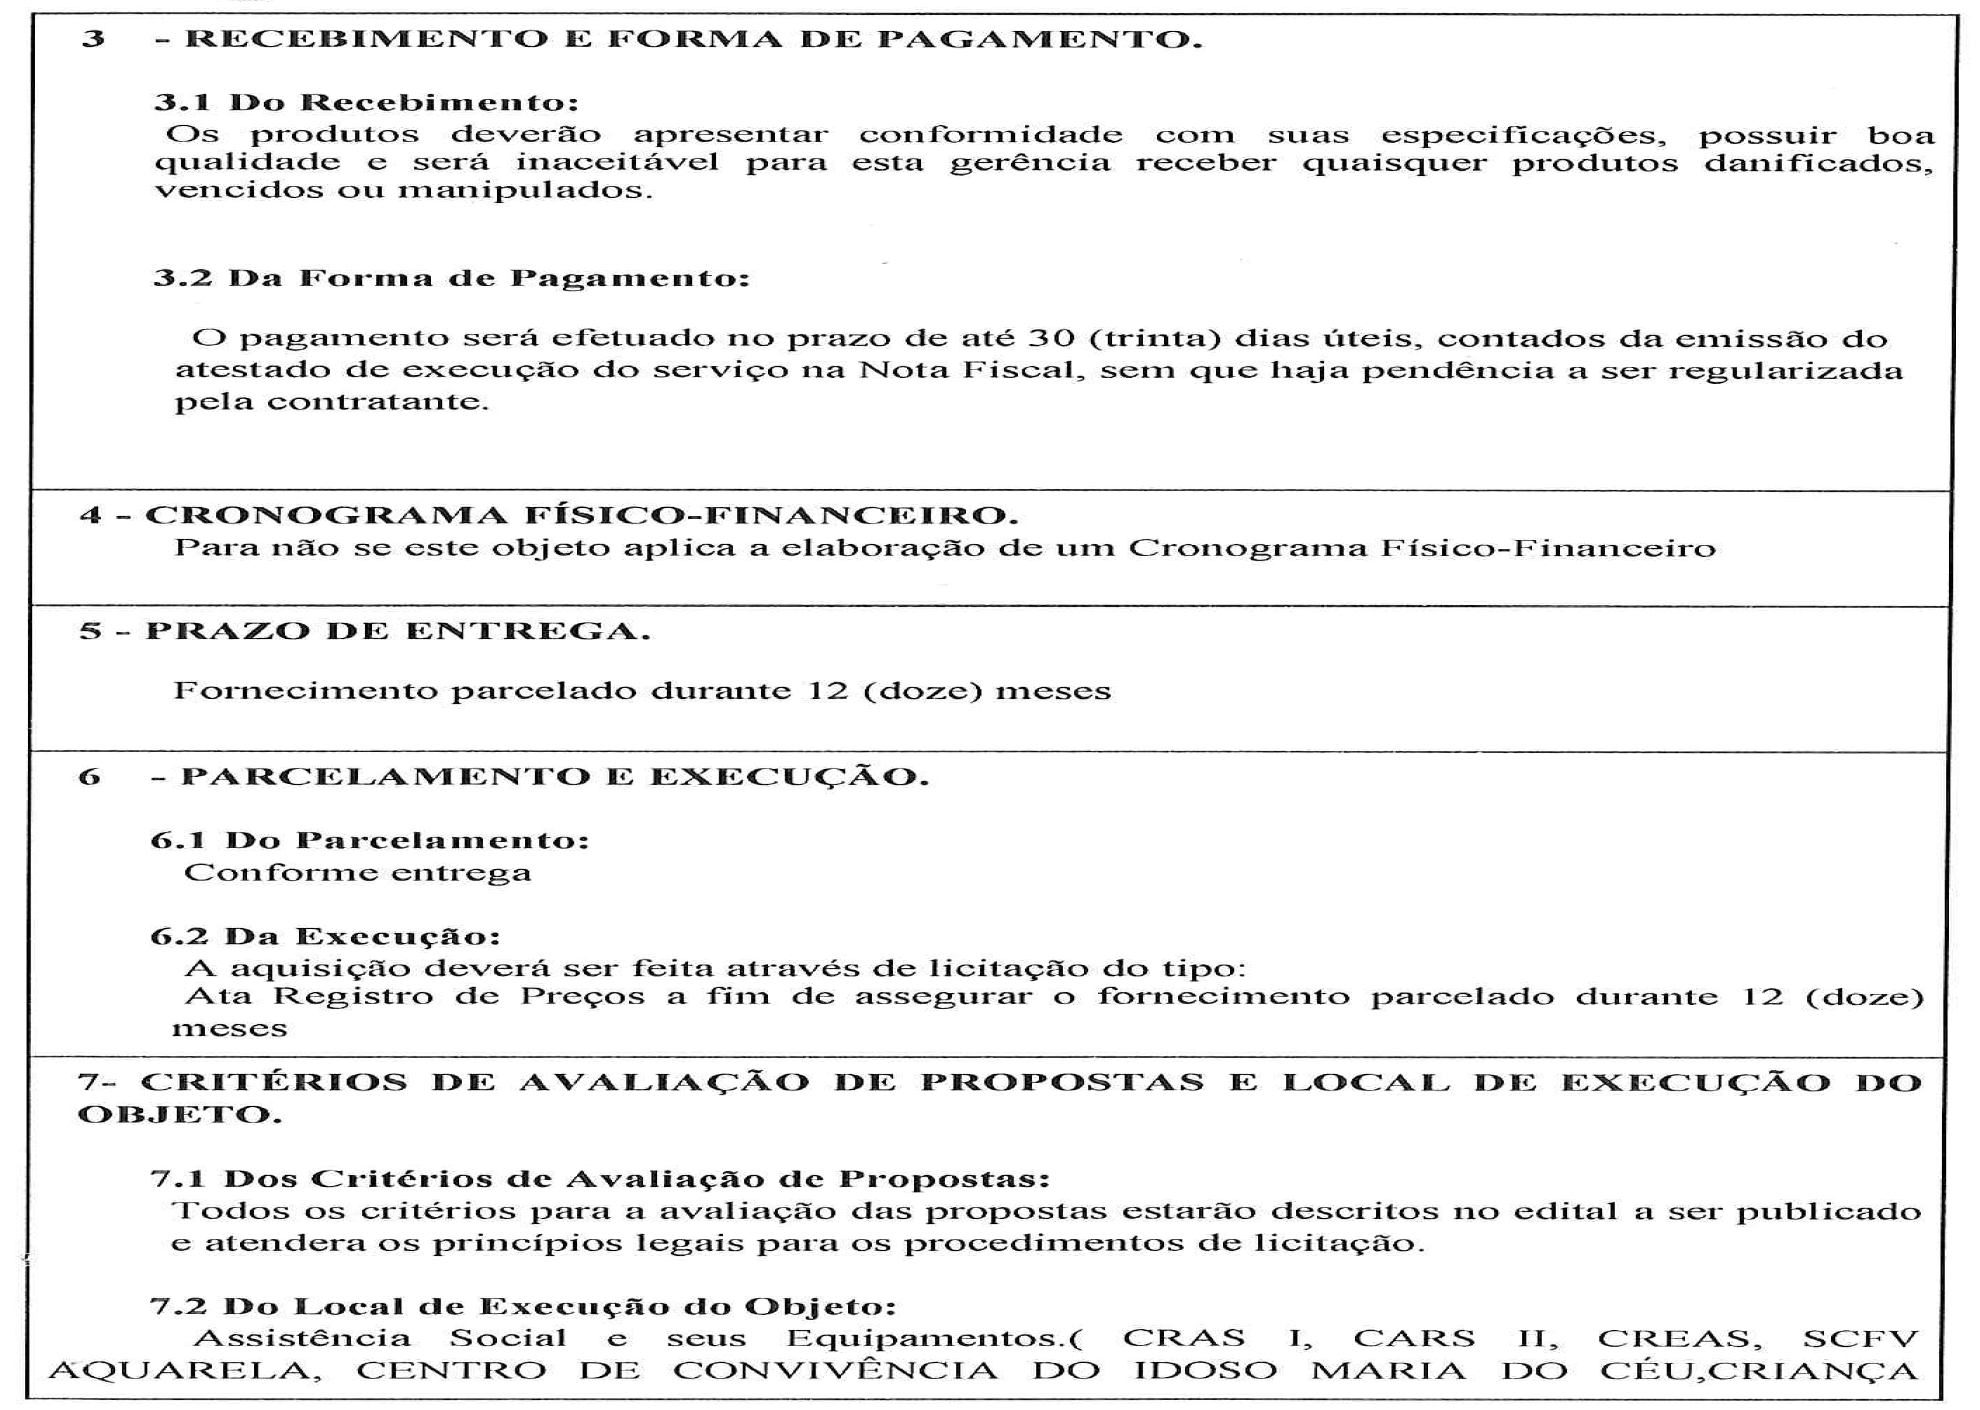 3 - RECEBIMENTO E FORMA DE PAGAMENTO.
3.1 Do Recebimento:
Os produtos deverão apresentar conformidade com suas especificações, possuir boa
qualidade e será inaceitável para esta gerência receber quaisquer produtos danificados,
vencidos ou manipulados.
3.2 Da Forma de Pagamento:
O pagamento será efetuado no prazo de até 30 (trinta) dias úteis, contados da emissão do
atestado de execução do serviço na Nota Fiscal, sem que haja pendência a ser regularizada
pela contratante.
4 - CRONOGRAMA FÍSICO-FINANCEIRO.
Para não se este objeto aplica a elaboração de um Cronograma Físico-Financeiro
5 - PRAZO DE ENTREGA.
Fornecimento parcelado durante 12 (doze) meses
6 - PARCELAMENTO E EXECUÇÃO.
6.1 Do Parcelamento:
Conforme entrega
6.2 Da Execução:
A aquisição deverá ser feita através de licitação do tipo:
Ata Registro de Preços a fim de assegurar o fornecimento parcelado durante 12 (doze)
meses
7- CRITÉRIOS DE AVALIAÇÃO DE PROPOSTAS E LOCAL DE EXECUÇÃO DO
OBJETO.
7.1 Dos Critérios de Avaliação de Propostas:
Todos os critérios para a avaliação das propostas estarão descritos no edital a ser publicado
e atendera os princípios legais para os procedimentos de licitação.
7.2 Do Local de Execução do Objeto:
Assistência Social e seus Equipamentos.( CRAS I, CARS II, CREAS, SCFV
AQUARELA, CENTRO DE CONVIVÊNCIA DO IDOSO MARIA DO CÉU,CRIANÇA